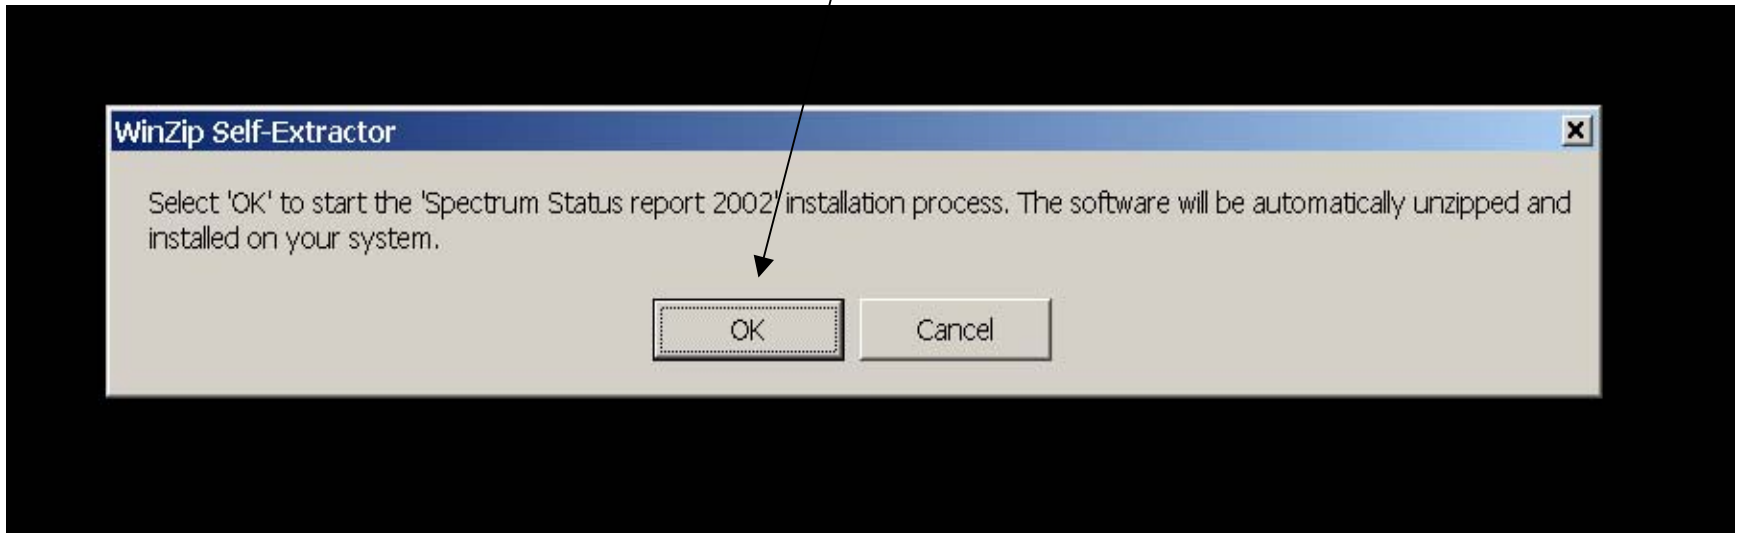 WinZip Self-Extractor
Select 'OK' to start the 'Spectrum Status report 2002' installation process. The software will be automatically unzipped and
installed on your system.
OK Cancel